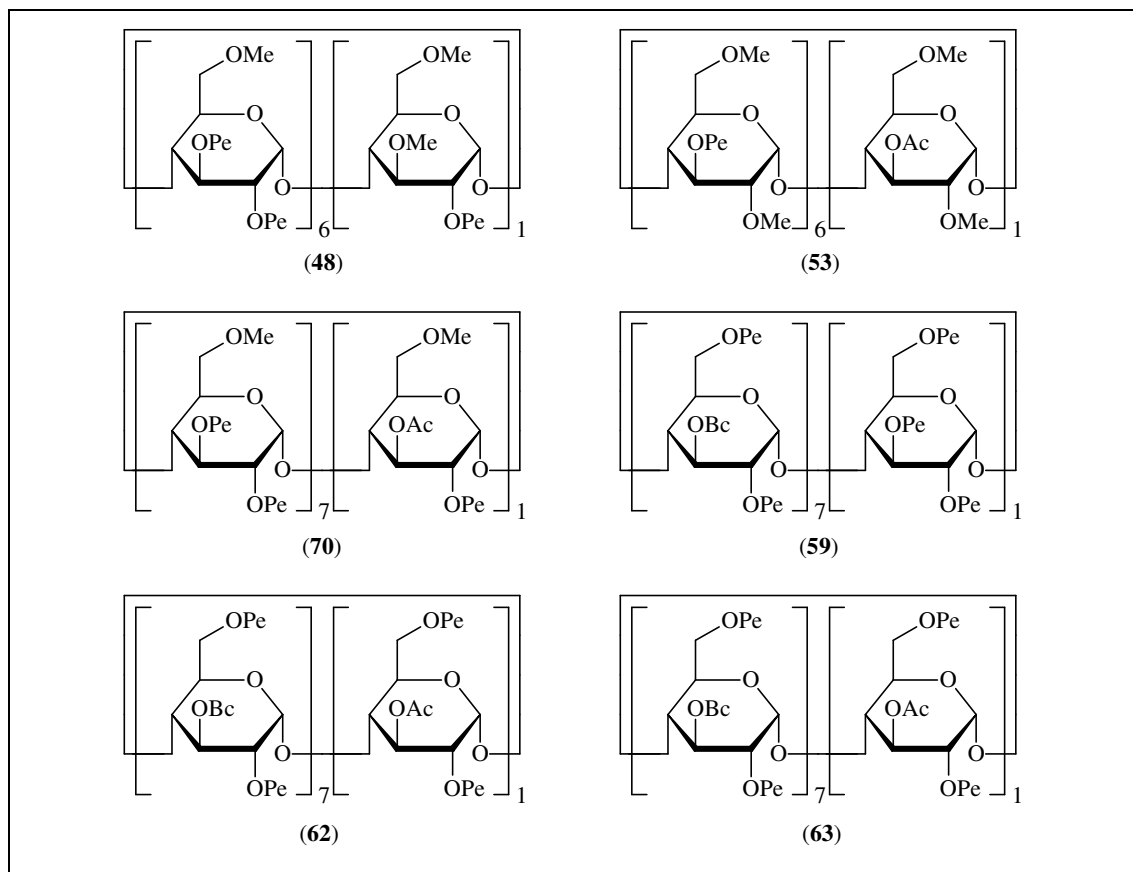 OMe OMe OMe OMe
O O O O
OPe OMe OPe OAc
O O O O
OPe OPe OMe OMe
6 1 6 1
(48) (53)
OMe OMe OPe OPe
O O O O
OPe OAc OBc OPe
O O O O
OPe OPe OPe OPe
7 1 7 1
(70) (59)
OPe OPe OPe OPe
O O O O
OBc OAc OBc OAc
O O O O
OPe OPe OPe OPe
7 1 7 1
(62) (63)